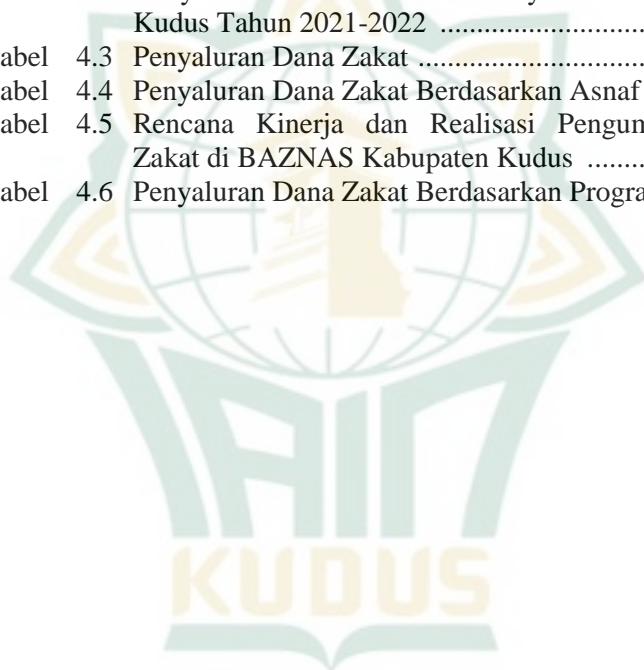 Kudus Tahun 2021-2022 ............................
abel 4.3 Penyaluran Dana Zakat ...............................
abel 4.4 Penyaluran Dana Zakat Berdasarkan Asnaf
abel 4.5 Rencana Kinerja dan Realisasi Pengun
Zakat di BAZNAS Kabupaten Kudus .........
abel 4.6 Penyaluran Dana Zakat Berdasarkan Progra
IAIN
KUDUS